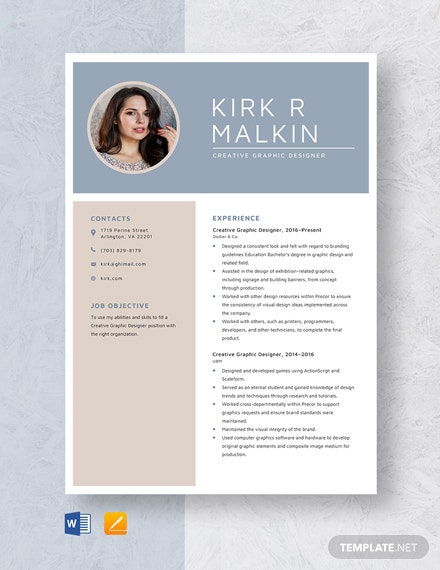 KIRK R
MALKIN
CREATIVE GRAPHIC DESIGNER
CONTACTS
1719 Perine Street
Arlington, VA 22201
(703) 829-8179
kirk@ghimail.com
kirk.com
JOB OBJECTIVE
To use my abilities and skills to fill a
Creative Graphic Designer position with
the right organization.
EXPERIENCE
Creative Graphic Designer, 2016–Present
Stoller & Co.
Designed a consistent look and felt with regard to branding
guidelines Education Bachelor's degree in graphic design and
related field.
Assisted in the design of exhibition-related graphics,
including signage and building banners, from concept
through production.
Worked with other design resources within Precor to ensure
the consistency of visual design ideas implemented across
the company.
Worked with others, such as printers, programmers,
developers, and other technicians, to complete the final
product.
Creative Graphic Designer, 2014–2016
UBM
Designed and developed games using ActionScript and
Scaleform.
Served as an eternal student and gained knowledge of design
trends and techniques through research and tutorials.
Worked cross-departmentally within Precor to support
graphics requests and ensure brand standards were
maintained.
Maintained the visual integrity of the brand.
Used computer graphics software and hardware to develop
original graphic elements and composite image medium for
production.
W
TEMPLATE.NET